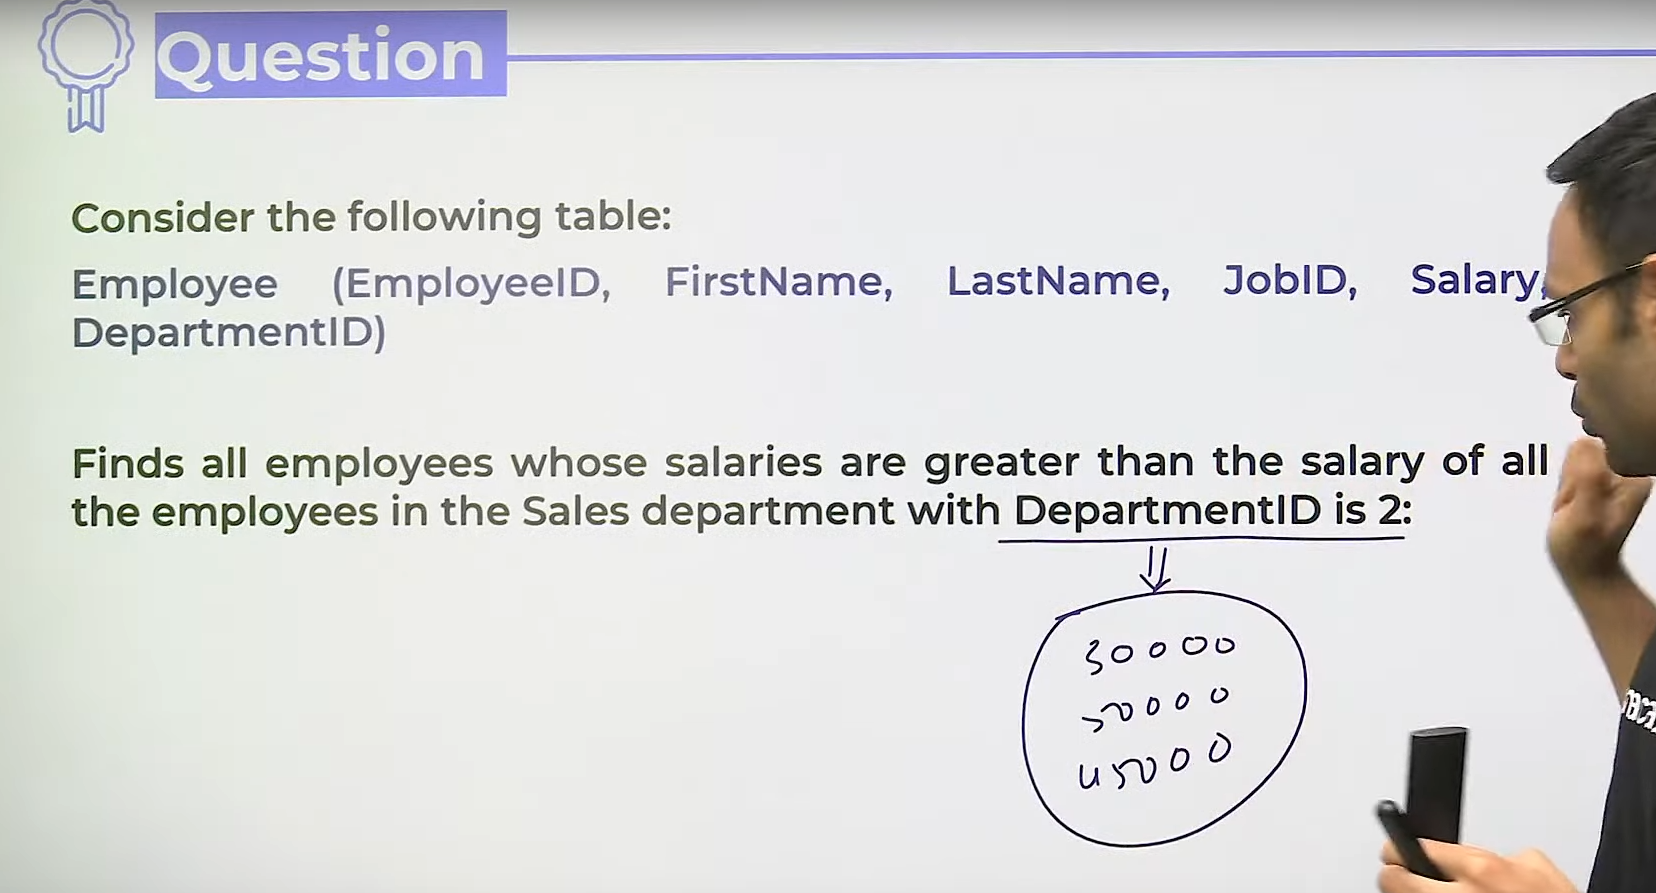 Question
Consider the following table:
Employee (EmployeeID, FirstName, LastName, JobID, Salary,
DepartmentID)
Finds all employees whose salaries are greater than the salary of all
the employees in the Sales department with DepartmentID is 2:
30000
50000
45000